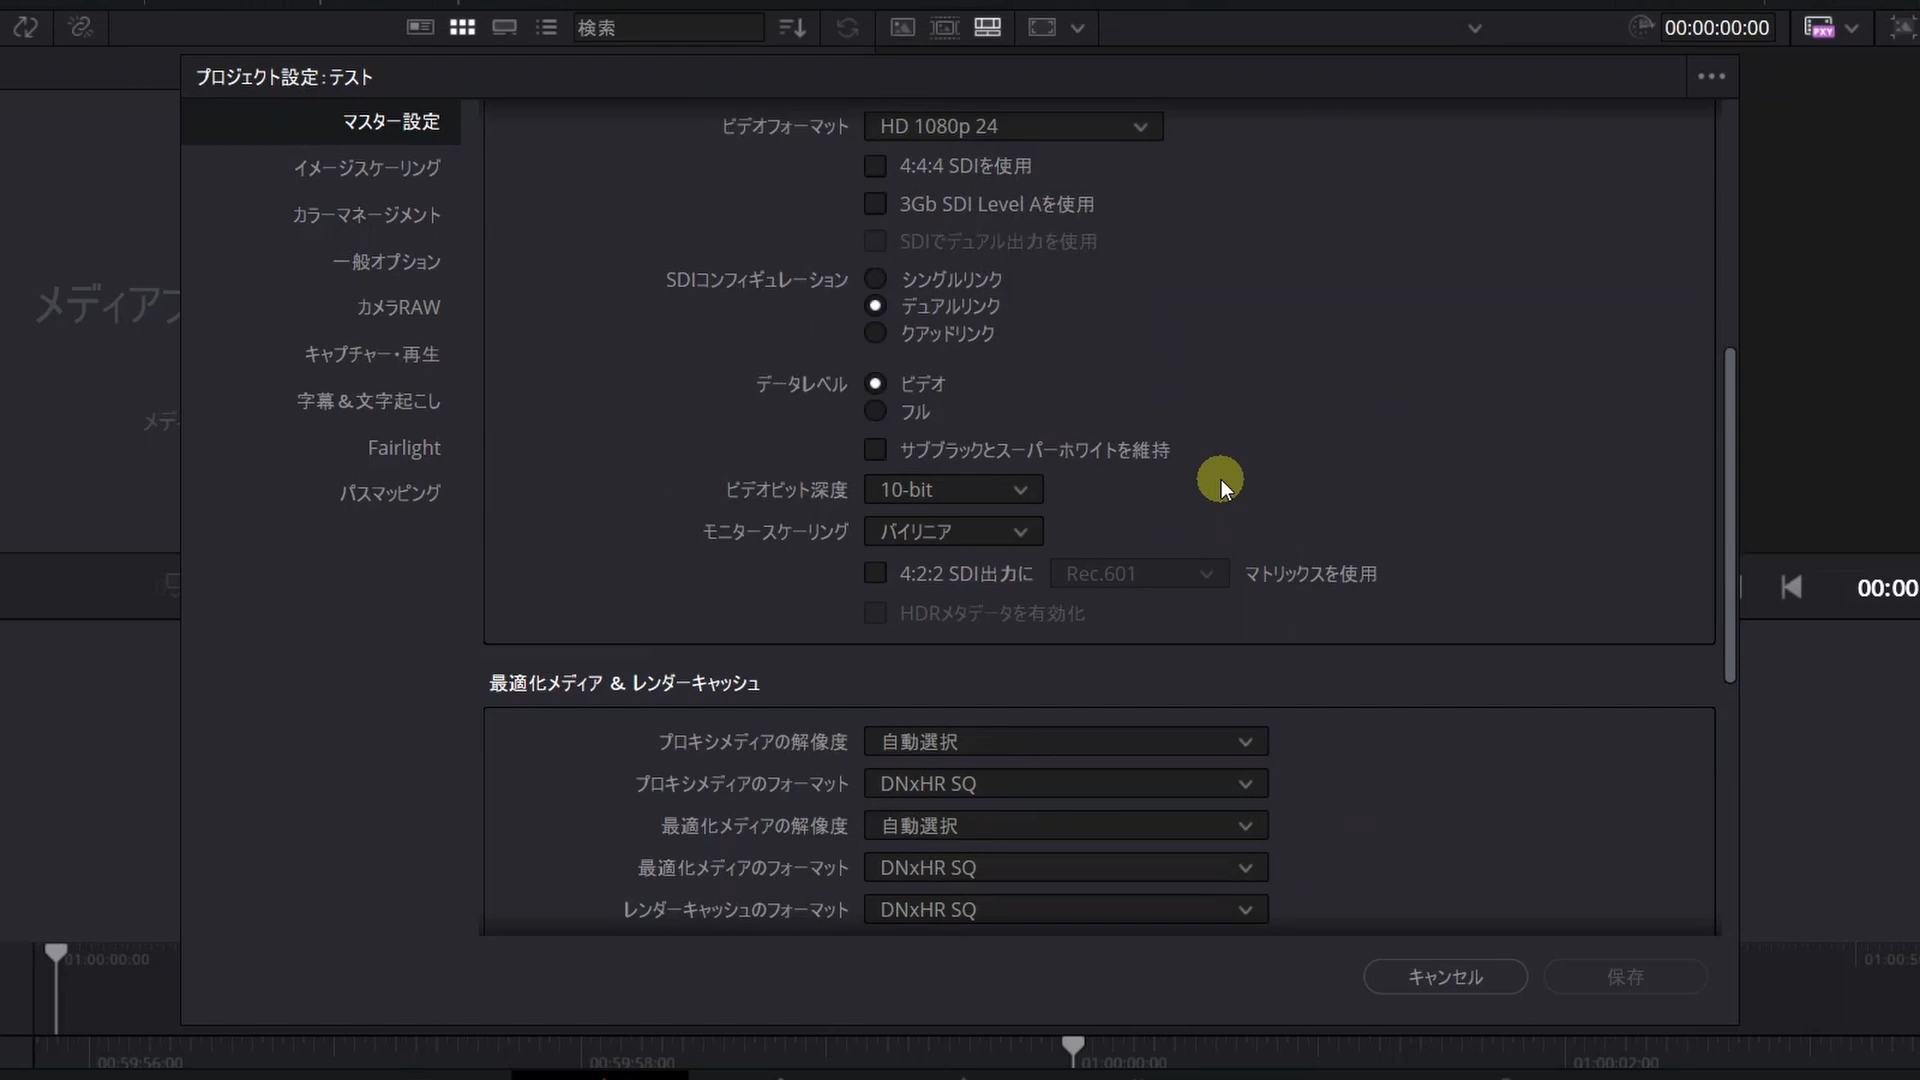 検索
00:00:00:00
PXY
プロジェクト設定:テスト
マスター設定
イメージスケーリング
カラーマネージメント
一般オプション
カメラRAW
キャプチャー・再生
字幕＆文字起こし
Fairlight
パスマッピング
ビデオフォーマット HD 1080p 24
4:4:4 SDIを使用
3Gb SDI Level Aを使用
SDIでデュアル出力を使用
SDIコンフィギュレーション シングルリンク
デュアルリンク
クアッドリンク
データレベル ビデオ
フル
サブブラックとスーパーホワイトを維持
ビデオビット深度 10-bit
モニタースケーリング バイリニア
4:2:2 SDI出力に Rec.601 マトリックスを使用
HDRメタデータを有効化
最適化メディア & レンダーキャッシュ
プロキシメディアの解像度 自動選択
プロキシメディアのフォーマット DNxHR SQ
最適化メディアの解像度 自動選択
最適化メディアのフォーマット DNxHR SQ
レンダーキャッシュのフォーマット DNxHR SQ
キャンセル 保存
メディア
メデ
00:00
01:00:00:00
01:00:5
00:59:56:00 00:59:58:00 01:00:00:00 01:00:02:00